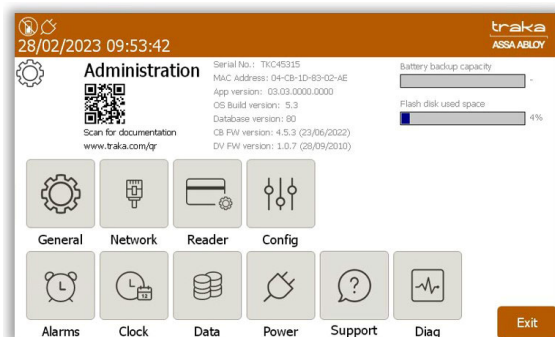 traka
ASSA ABLOY
28/02/2023 09:53:42
Administration
Scan for documentation
www.traka.com/qr
Serial No.: TKC45315
MAC Address: 04-CB-1D-83-02-AE
App version: 03.03.0000.0000
OS Build version: 5.3
Database version: 80
CB FW version: 4.5.3 (23/06/2022)
DV FW version: 1.0.7 (28/09/2010)
Battery backup capacity
-
Flash disk used space
4%
General
Network
Reader
Config
12
Alarms
Clock
Data
Power
Support
Diag
Exit